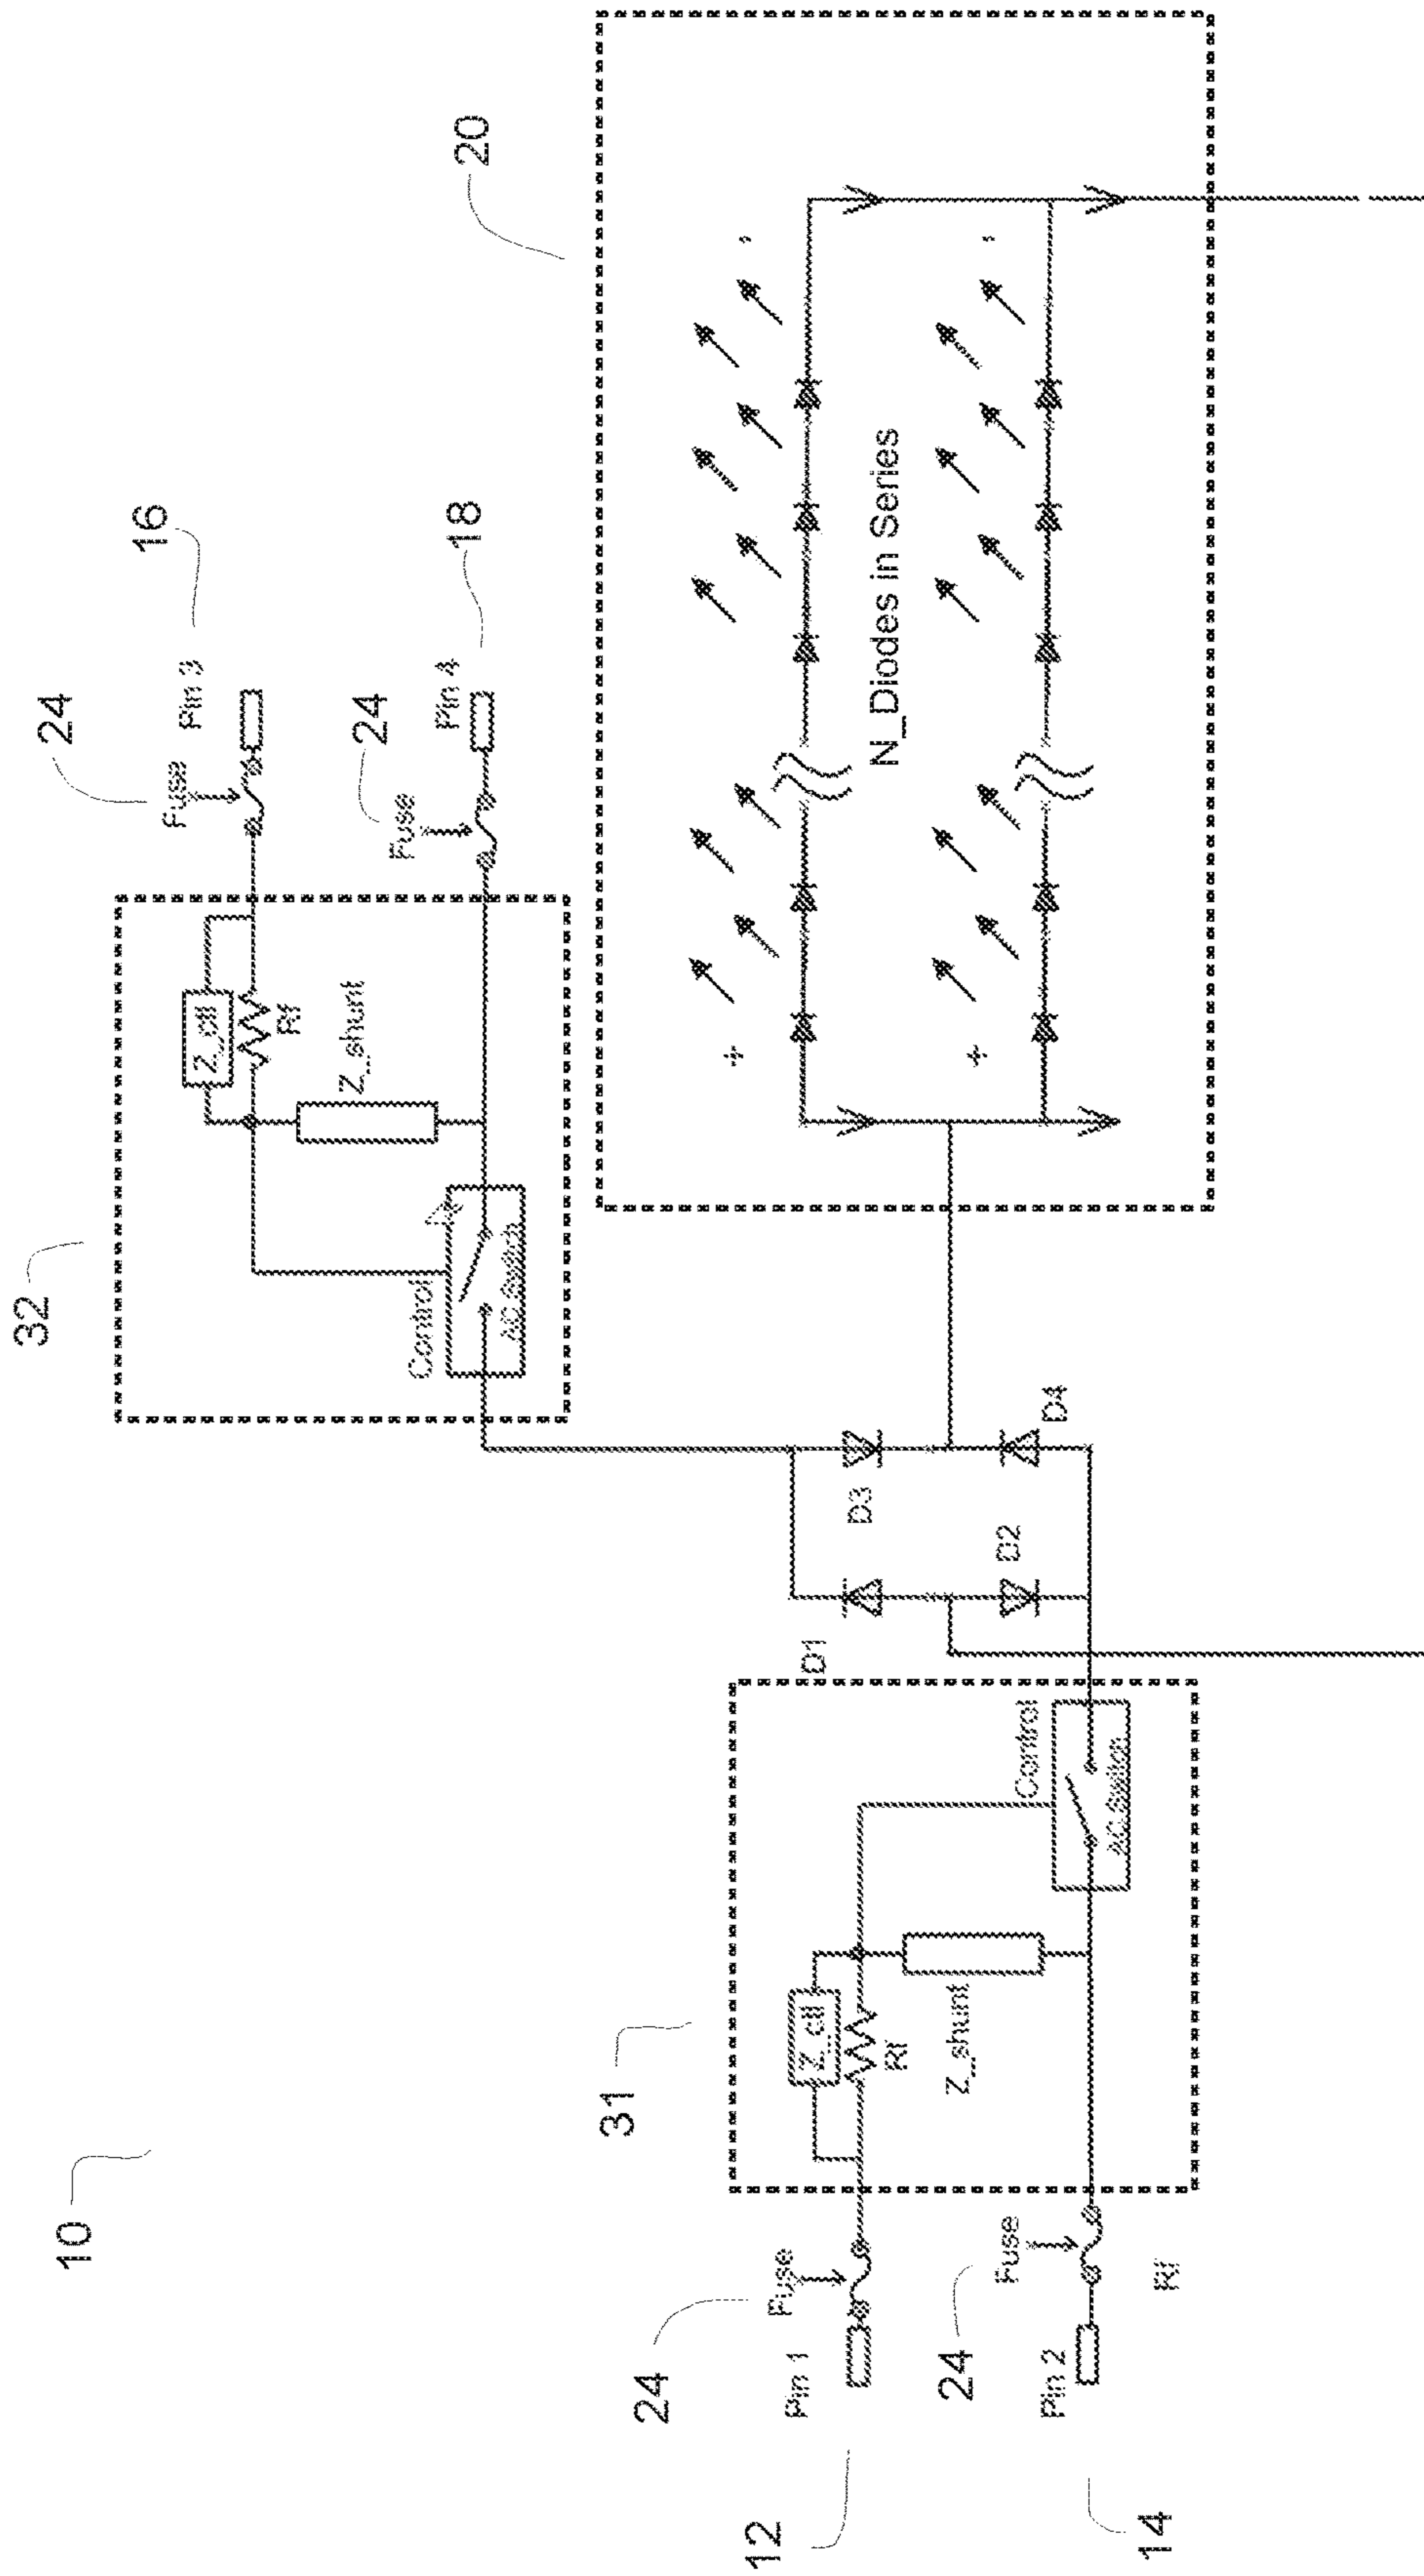 10
32
24
16
Fuse
Pin 3
Z_ctl
Rf
Z_shunt
24
18
Fuse
Pin 4
Control
AC Switch
20
+
-
N_Diodes in Series
+
-
31
D1
D3
D2
D4
24
12
Fuse
Pin 1
Z_ctl
Rf
Z_shunt
Control
AC Switch
24
14
Fuse
Pin 2
Rf